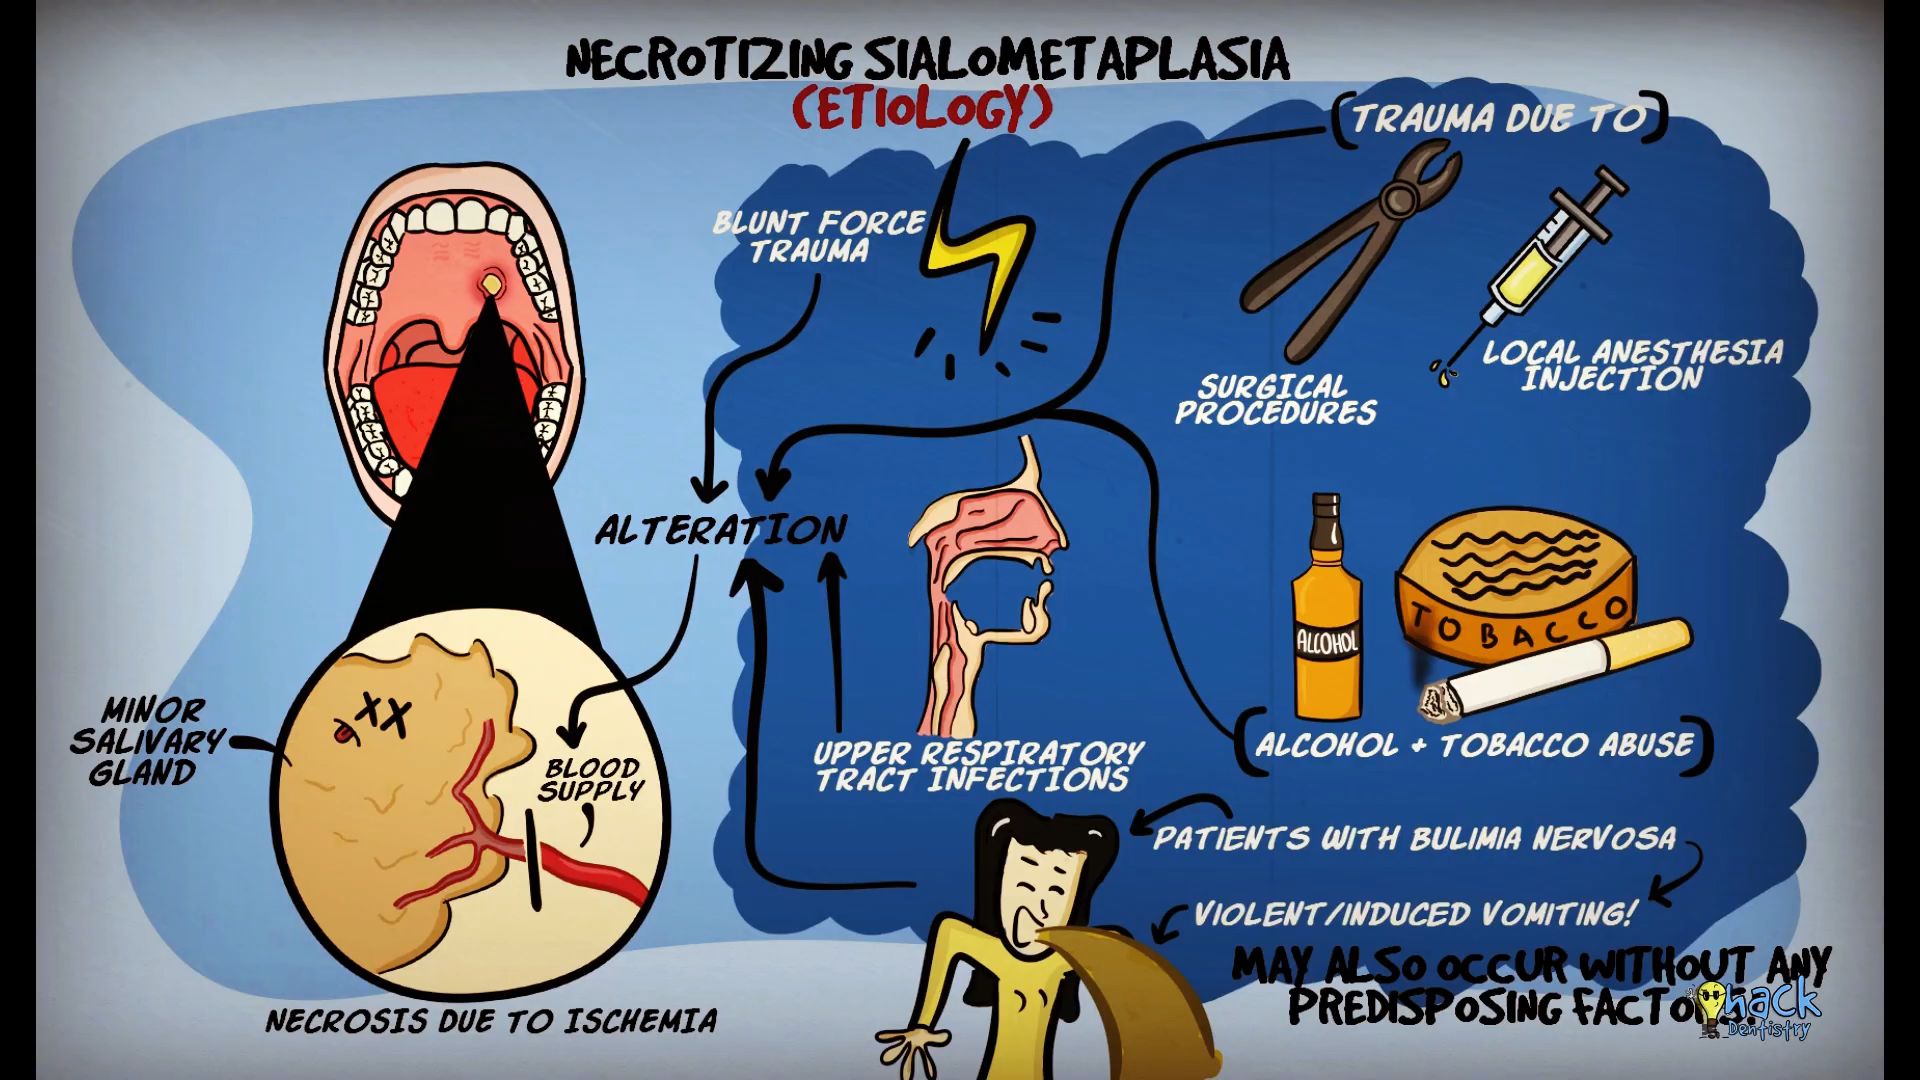 NECROTIZING SIALOMETAPLASIA
(ETIOLOGY)
TRAUMA DUE TO
BLUNT FORCE
TRAUMA
LOCAL ANESTHESIA
INJECTION
SURGICAL
PROCEDURES
ALTERATION
ALCOHOL
TOBACCO
MINOR
SALIVARY
GLAND
BLOOD
SUPPLY
UPPER RESPIRATORY
TRACT INFECTIONS
ALCOHOL + TOBACCO ABUSE
PATIENTS WITH BULIMIA NERVOSA
VIOLENT/INDUCED VOMITING!
MAY ALSO OCCUR WITHOUT ANY
PREDISPOSING
NECROSIS DUE TO ISCHEMIA
hack
Dentistry